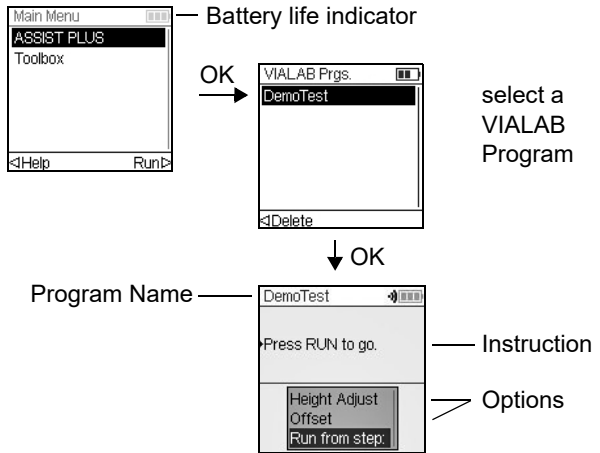 Main Menu
Battery life indicator
ASSIST PLUS
Toolbox
◁Help Run▷
OK
VIALAB Prgs.
DemoTest
◁Delete
select a
VIALAB
Program
OK
Program Name
DemoTest
Press RUN to go.
Instruction
Height Adjust
Offset
Run from step:
Options